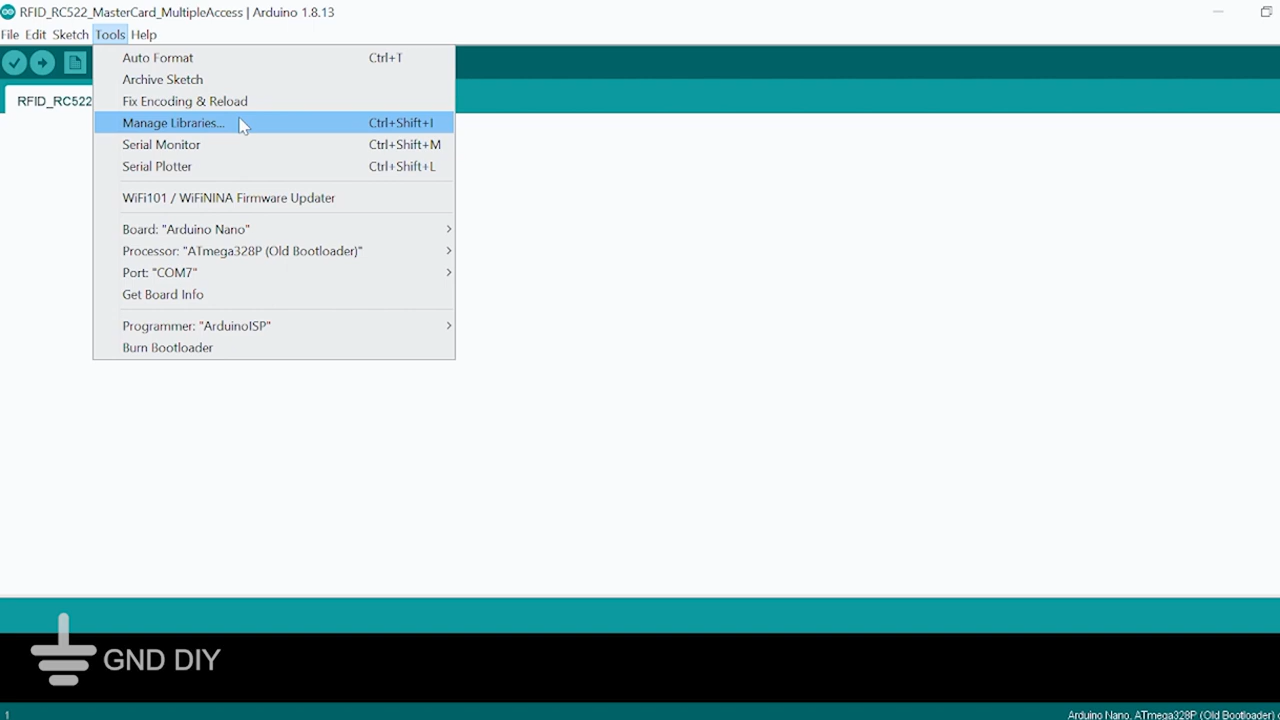 RFID_RC522_MasterCard_MultipleAccess | Arduino 1.8.13
File Edit Sketch Tools Help
RFID_RC522
Auto Format Ctrl+T
Archive Sketch
Fix Encoding & Reload
Manage Libraries... Ctrl+Shift+I
Serial Monitor Ctrl+Shift+M
Serial Plotter Ctrl+Shift+L
WiFi101 / WiFiNINA Firmware Updater
Board: "Arduino Nano"
Processor: "ATmega328P (Old Bootloader)"
Port: "COM7"
Get Board Info
Programmer: "ArduinoISP"
Burn Bootloader
GND DIY
1
Arduino Nano, ATmega328P (Old Bootloader)